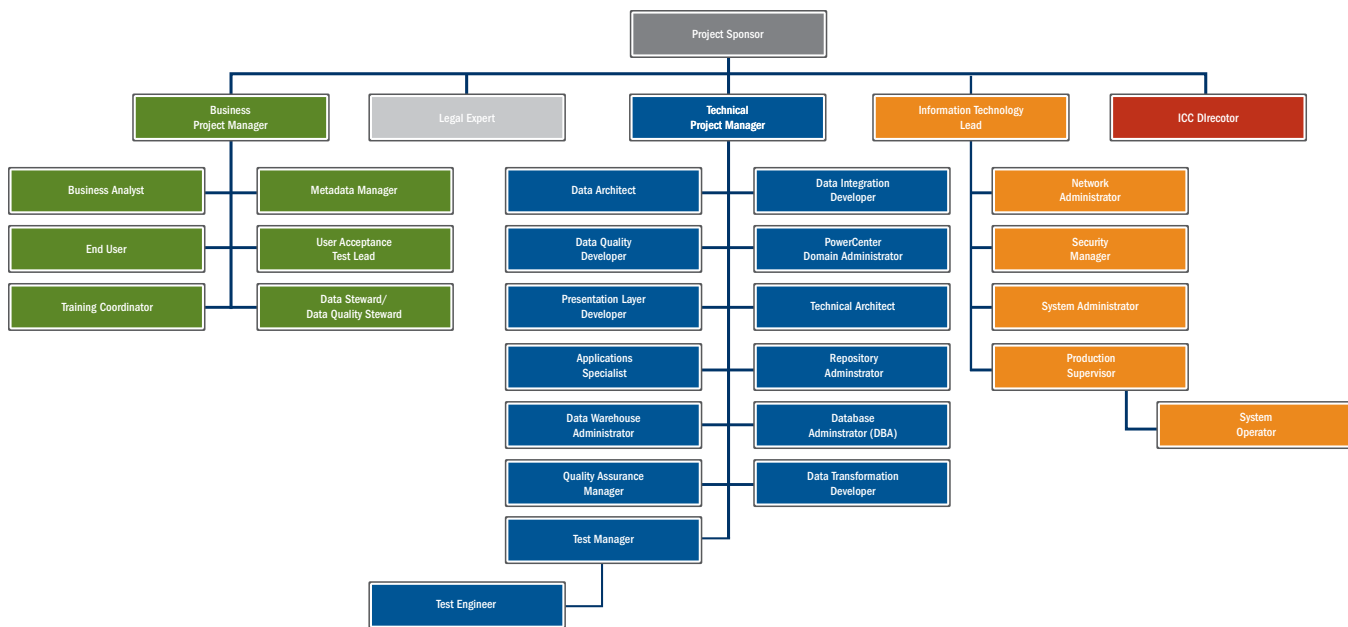 Project Sponsor
Business
Project Manager
Legal Expert
Technical
Project Manager
Information Technology
Lead
ICC DIrecotor
Business Analyst
Metadata Manager
End User
User Acceptance
Test Lead
Training Coordinator
Data Steward/
Data Quality Steward
Data Architect
Data Integration
Developer
Data Quality
Developer
PowerCenter
Domain Administrator
Presentation Layer
Developer
Technical Architect
Applications
Specialist
Repository
Adminstrator
Data Warehouse
Administrator
Database
Adminstrator (DBA)
Quality Assurance
Manager
Data Transformation
Developer
Test Manager
Test Engineer
Network
Administrator
Security
Manager
System Administrator
Production
Supervisor
System
Operator